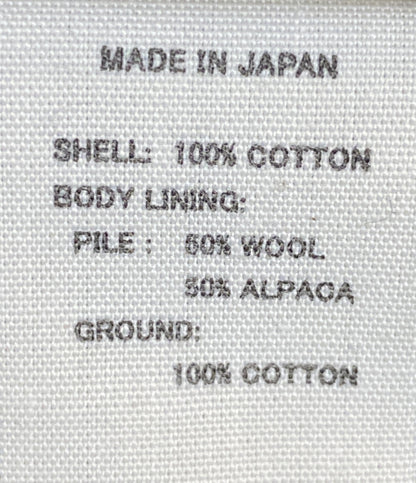 MADE IN JAPAN
SHELL: 100% COTTON
BODY LINING:
PILE : 50% WOOL
50% ALPACA
GROUND:
100% COTTON